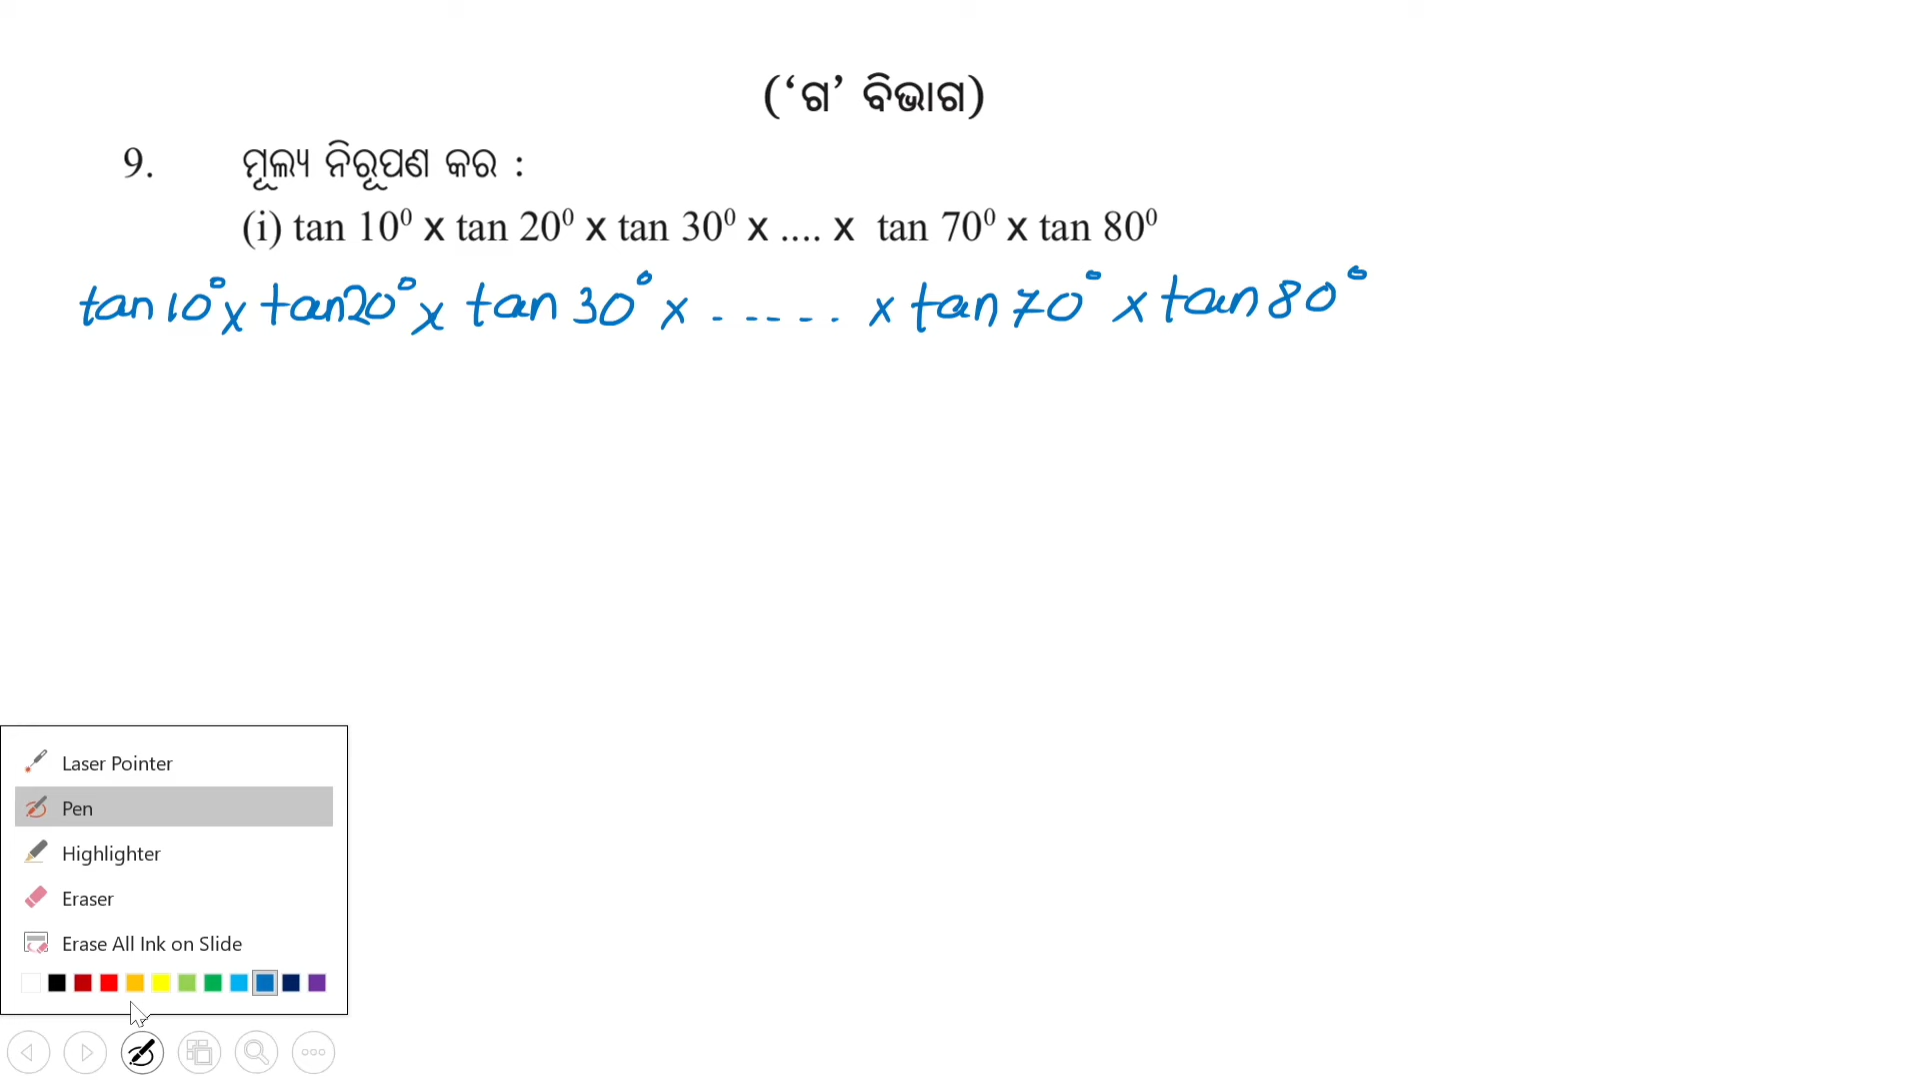 (‘ଗ’ ବିଭାଗ)
9. ମୂଲ୍ୟ ନିରୂପଣ କର :
(i) tan 10⁰ x tan 20⁰ x tan 30⁰ x .... x tan 70⁰ x tan 80⁰
tan 10° x tan 20° x tan 30° x ...... x tan 70° x tan 80°
Laser Pointer
Pen
Highlighter
Eraser
Erase All Ink on Slide